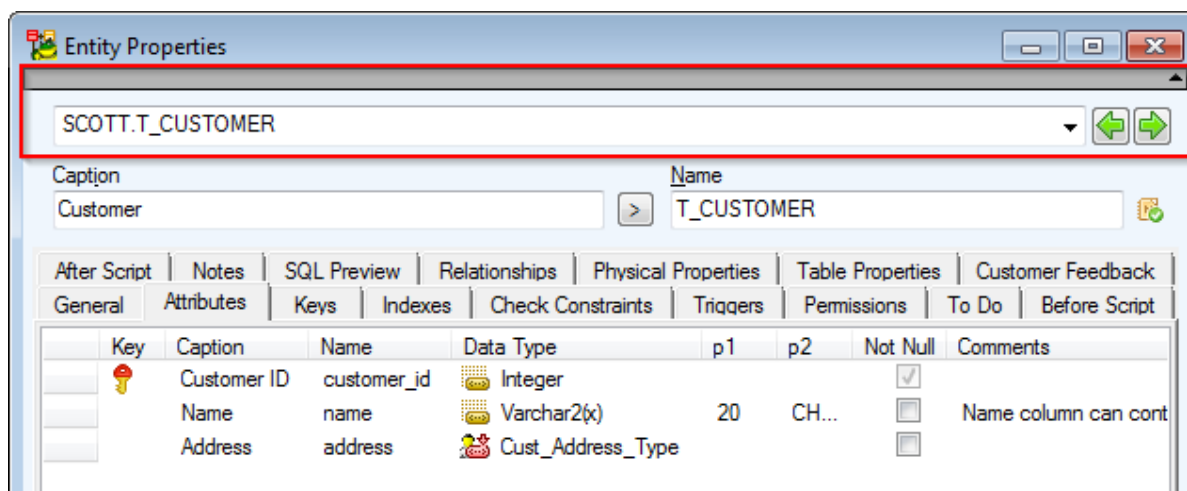 Entity Properties
SCOTT.T_CUSTOMER
Caption Name
Customer > T_CUSTOMER
After Script Notes SQL Preview Relationships Physical Properties Table Properties Customer Feedback
General Attributes Keys Indexes Check Constraints Triggers Permissions To Do Before Script
Key Caption Name Data Type p1 p2 Not Null Comments
Customer ID customer_id Integer
Name name Varchar2(x) 20 CH... Name column can cont
Address address Cust_Address_Type